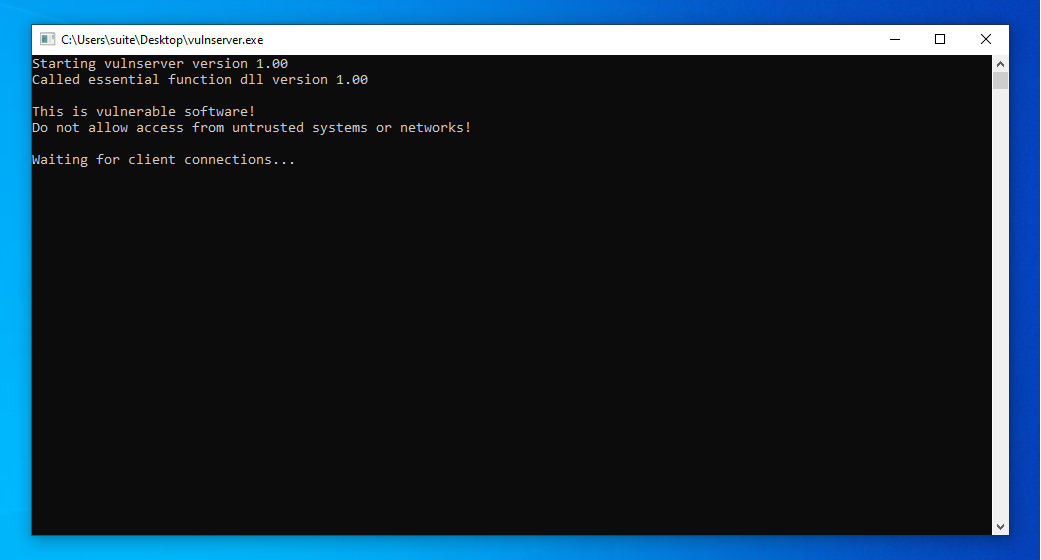 C:\Users\suite\Desktop\vulnserver.exe
Starting vulnserver version 1.00
Called essential function dll version 1.00
This is vulnerable software!
Do not allow access from untrusted systems or networks!
Waiting for client connections...